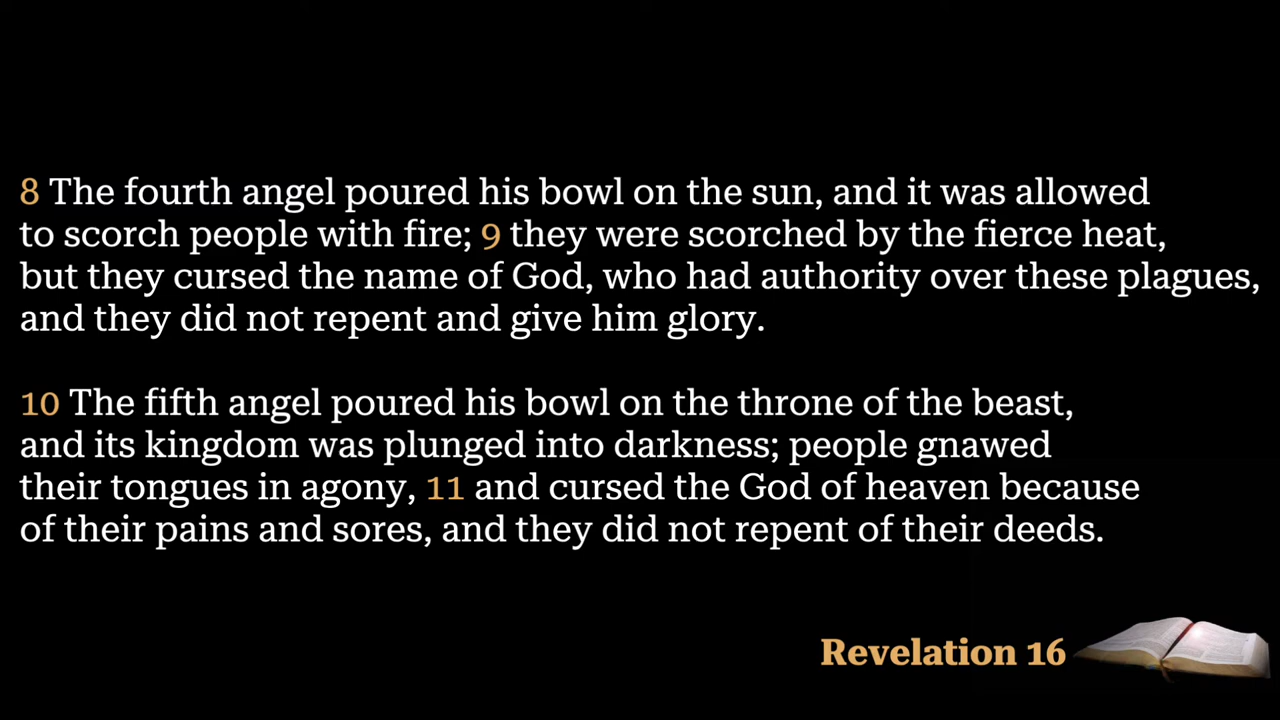 8 The fourth angel poured his bowl on the sun, and it was allowed
to scorch people with fire; 9 they were scorched by the fierce heat,
but they cursed the name of God, who had authority over these plagues,
and they did not repent and give him glory.
10 The fifth angel poured his bowl on the throne of the beast,
and its kingdom was plunged into darkness; people gnawed
their tongues in agony, 11 and cursed the God of heaven because
of their pains and sores, and they did not repent of their deeds.
Revelation 16